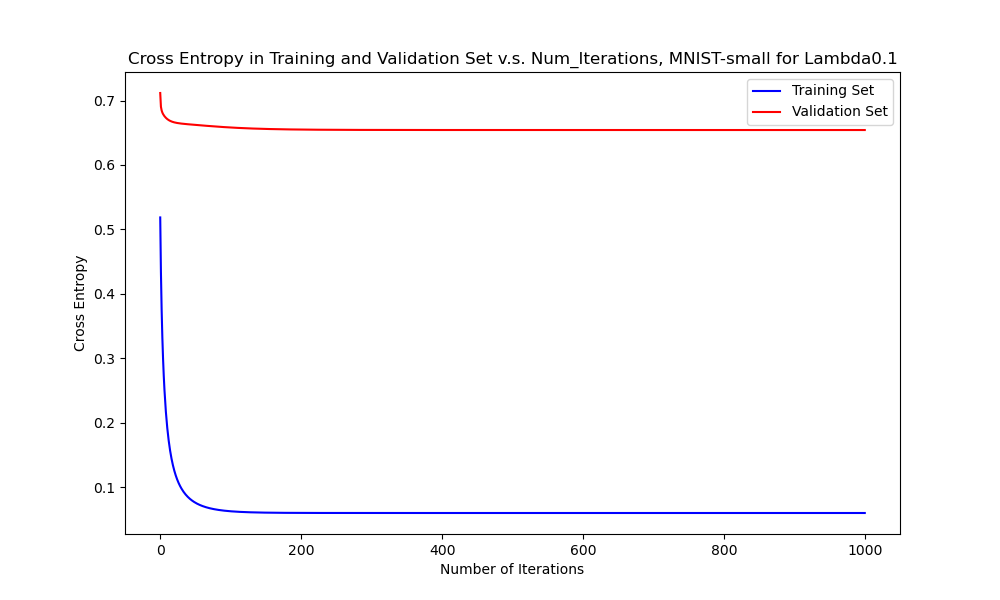 Cross Entropy in Training and Validation Set v.s. Num_Iterations, MNIST-small for Lambda0.1
Training Set
Validation Set
Cross Entropy
0.7
0.6
0.5
0.4
0.3
0.2
0.1
0 200 400 600 800 1000
Number of Iterations